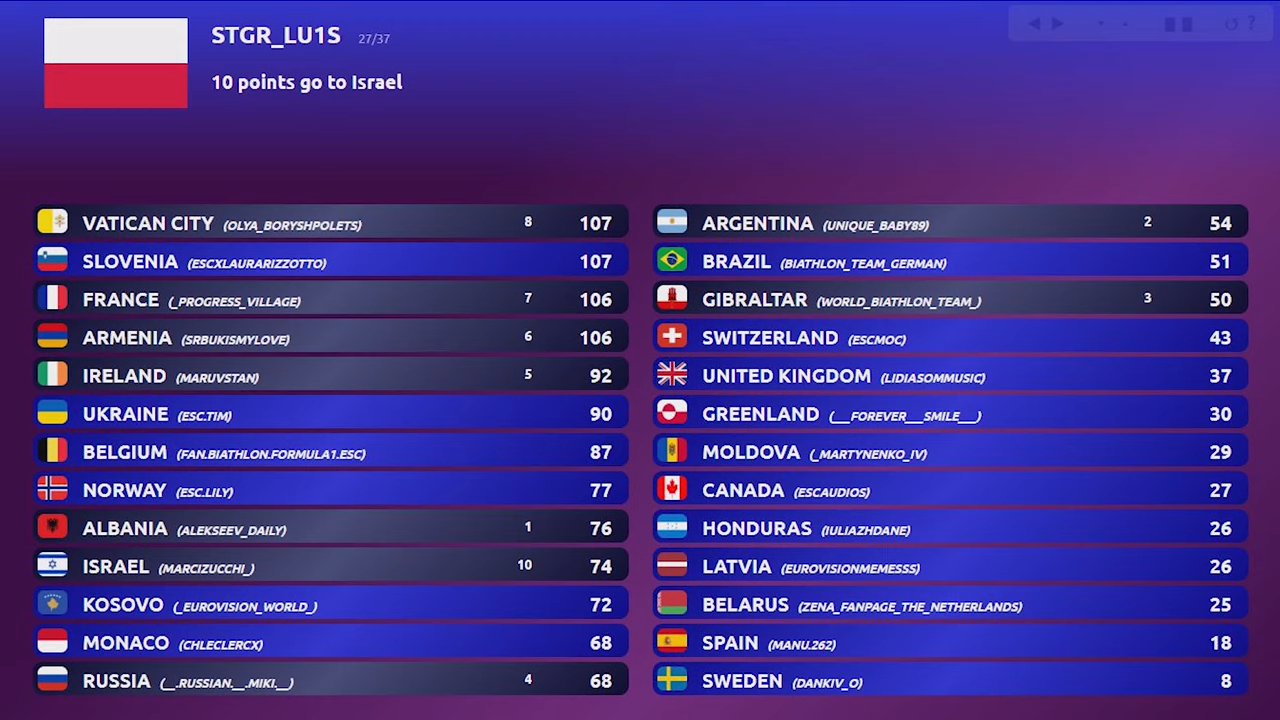 STGR_LU1S 27/37
10 points go to Israel
VATICAN CITY (OLYA_BORYSHPOLETS) 8 107
SLOVENIA (ESCXLAURARIZZOTTO) 107
FRANCE (_PROGRESS_VILLAGE) 7 106
ARMENIA (SRBUKISMYLOVE) 6 106
IRELAND (MARUVSTAN) 5 92
UKRAINE (ESC.TIM) 90
BELGIUM (FAN.BIATHLON.FORMULA1.ESC) 87
NORWAY (ESC.LILY) 77
ALBANIA (ALEKSEEV_DAILY) 1 76
ISRAEL (MARCIZUCCHI_) 10 74
KOSOVO (_EUROVISION_WORLD_) 72
MONACO (CHLECLERCX) 68
RUSSIA (__.RUSSIAN.__.MIKI.__) 4 68
ARGENTINA (UNIQUE_BABY89) 2 54
BRAZIL (BIATHLON_TEAM_GERMAN) 51
GIBRALTAR (WORLD_BIATHLON_TEAM_) 3 50
SWITZERLAND (ESCMOC) 43
UNITED KINGDOM (LIDIASOMMUSIC) 37
GREENLAND (__FOREVER__SMILE__) 30
MOLDOVA (_MARTYNENKO_IV) 29
CANADA (ESCAUDIOS) 27
HONDURAS (IULIAZHDANE) 26
LATVIA (EUROVISIONMEMESSS) 26
BELARUS (ZENA_FANPAGE_THE_NETHERLANDS) 25
SPAIN (MANU.262) 18
SWEDEN (DANKIV_O) 8